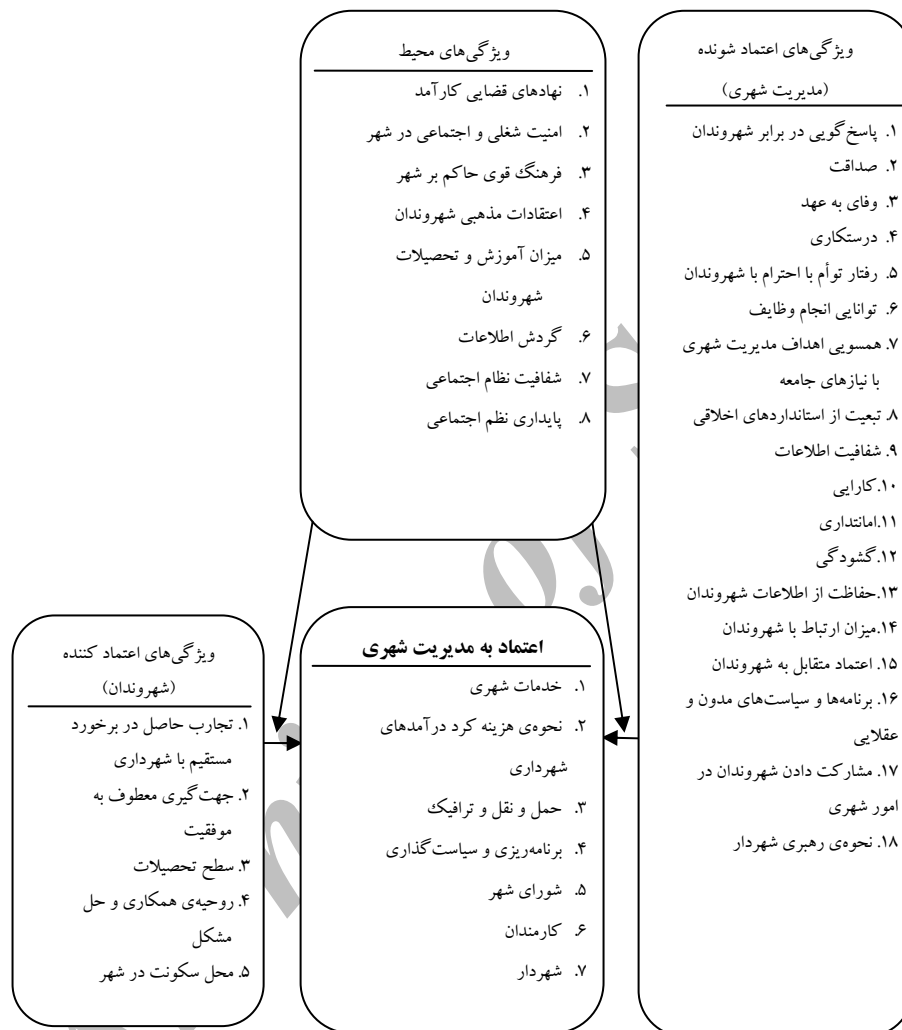 ویژگی‌های اعتماد شونده
(مدیریت شهری)
۱. پاسخ‌گویی در برابر شهروندان
۲. صداقت
۳. وفای به عهد
۴. درستکاری
۵. رفتار توأم با احترام با شهروندان
۶. توانایی انجام وظایف
۷. همسویی اهداف مدیریت شهری
با نیازهای جامعه
۸. تبعیت از استانداردهای اخلاقی
۹. شفافیت اطلاعات
۱۰.کارایی
۱۱.امانتداری
۱۲.گشودگی
۱۳.حفاظت از اطلاعات شهروندان
۱۴.میزان ارتباط با شهروندان
۱۵. اعتماد متقابل به شهروندان
۱۶. برنامه‌ها و سیاست‌های مدون و
عقلایی
۱۷. مشارکت دادن شهروندان در
امور شهری
۱۸. نحوه‌ی رهبری شهردار
ویژگی‌های محیط
۱. نهادهای قضایی کارآمد
۲. امنیت شغلی و اجتماعی در شهر
۳. فرهنگ قوی حاکم بر شهر
۴. اعتقادات مذهبی شهروندان
۵. میزان آموزش و تحصیلات
شهروندان
۶. گردش اطلاعات
۷. شفافیت نظام اجتماعی
۸. پایداری نظم اجتماعی
اعتماد به مدیریت شهری
۱. خدمات شهری
۲. نحوه‌ی هزینه کرد درآمدهای
شهرداری
۳. حمل و نقل و ترافیک
۴. برنامه‌ریزی و سیاست‌گذاری
۵. شورای شهر
۶. کارمندان
۷. شهردار
ویژگی‌های اعتماد کننده
(شهروندان)
۱. تجارب حاصل در برخورد
مستقیم با شهرداری
۲. جهت‌گیری معطوف به
موفقیت
۳. سطح تحصیلات
۴. روحیه‌ی همکاری و حل
مشکل
۵. محل سکونت در شهر